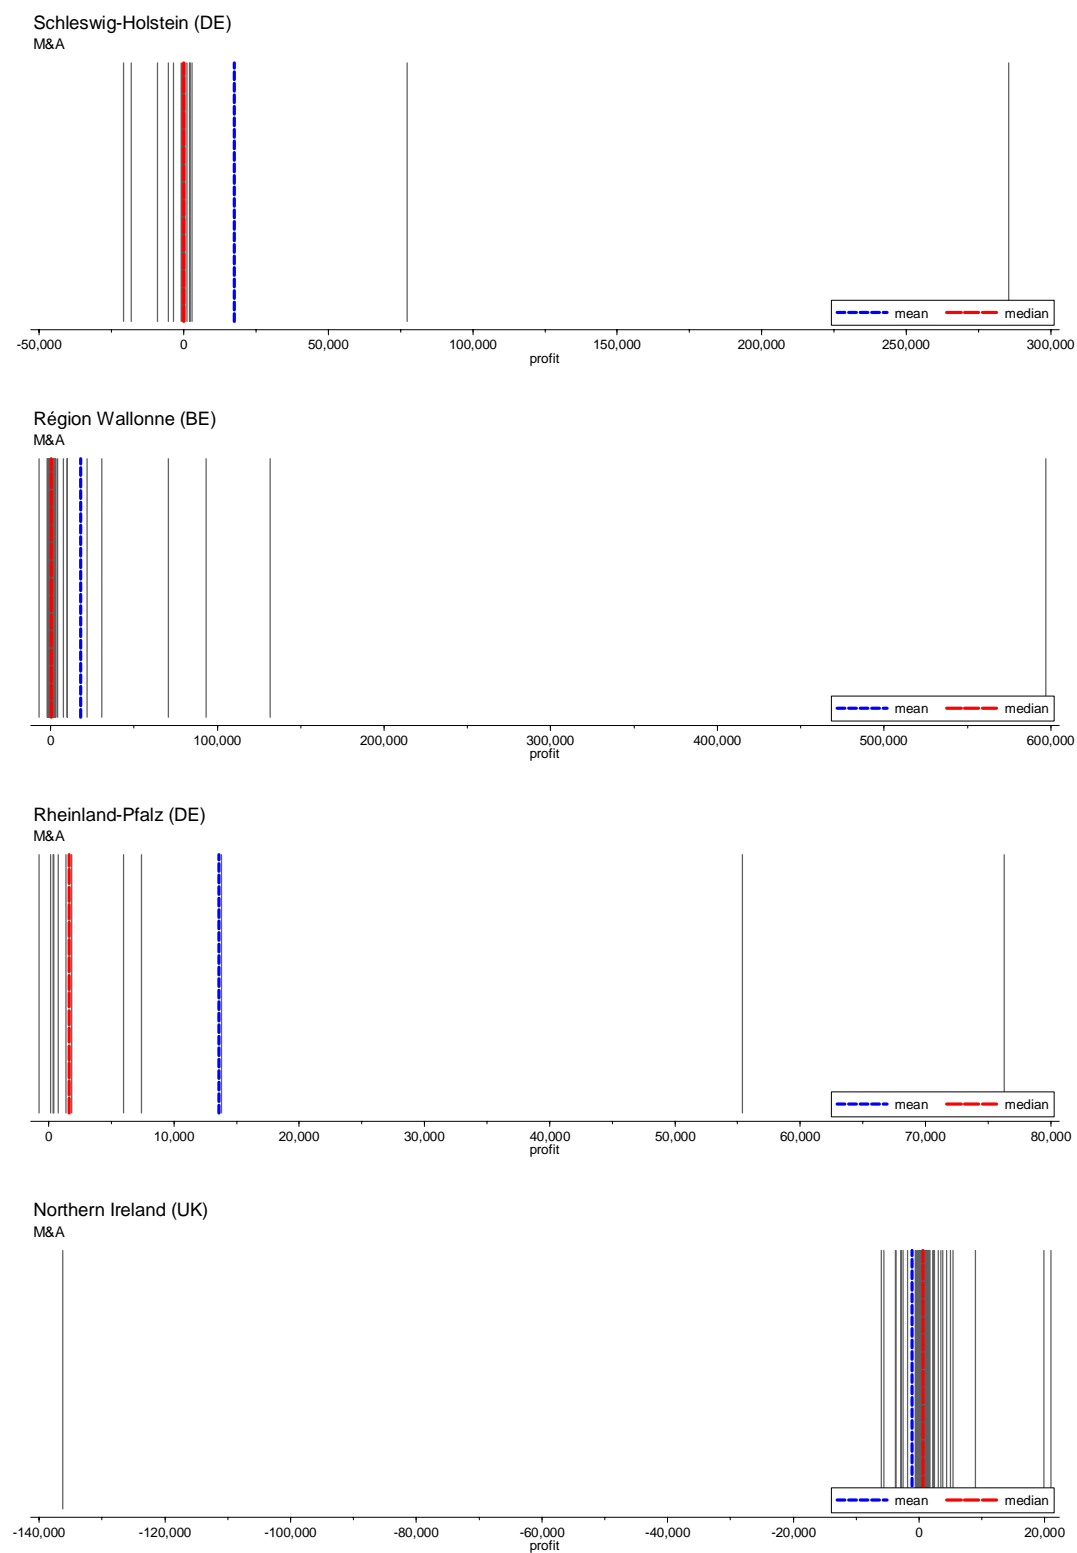 Schleswig-Holstein (DE)
M&A
mean median
-50,000 0 50,000 100,000 150,000 200,000 250,000 300,000
profit
Région Wallonne (BE)
M&A
mean median
0 100,000 200,000 300,000 400,000 500,000 600,000
profit
Rheinland-Pfalz (DE)
M&A
mean median
0 10,000 20,000 30,000 40,000 50,000 60,000 70,000 80,000
profit
Northern Ireland (UK)
M&A
mean median
-140,000 -120,000 -100,000 -80,000 -60,000 -40,000 -20,000 0 20,000
profit